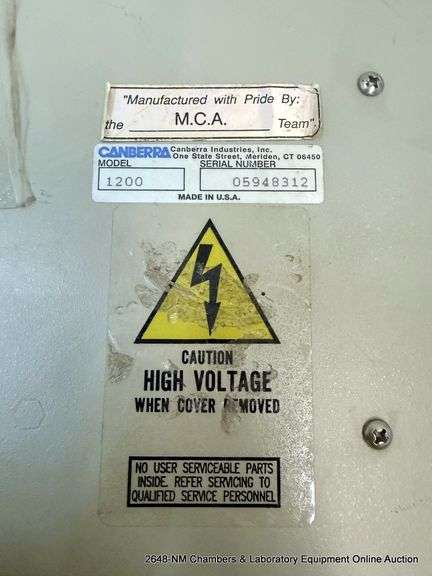 "Manufactured with Pride By:
the M.C.A. Team".
CANBERRA Canberra Industries, Inc.
One State Street, Meriden, CT 06450
MODEL SERIAL NUMBER
1200 05948312
MADE IN U.S.A.
CAUTION
HIGH VOLTAGE
WHEN COVER REMOVED
NO USER SERVICEABLE PARTS
INSIDE. REFER SERVICING TO
QUALIFIED SERVICE PERSONNEL
2648-NM Chambers & Laboratory Equipment Online Auction